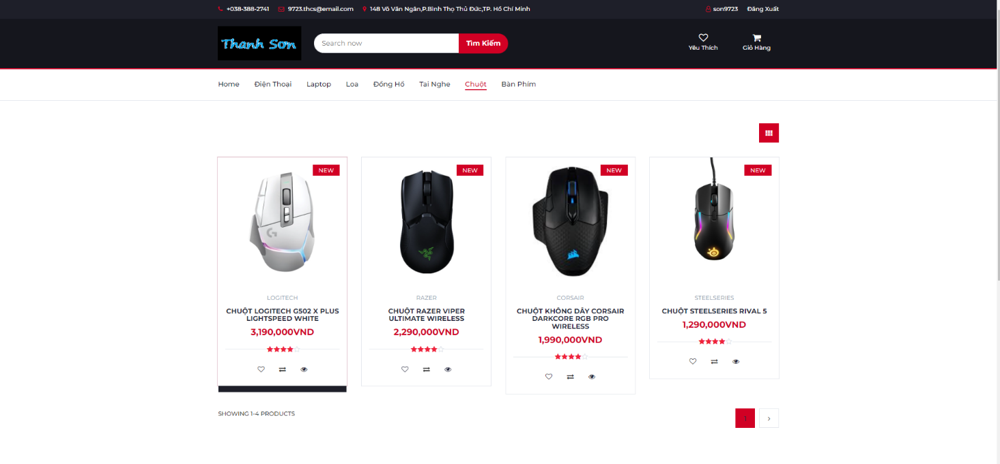 +038-388-2741 9723.thcs@email.com 148 Võ Văn Ngân,P.Bình Thọ Thủ Đức,TP. Hồ Chí Minh son9723 Đăng Xuất
Thanh Sơn Search now Tìm Kiếm Yêu Thích Giỏ Hàng
Home Điện Thoại Laptop Loa Đồng Hồ Tai Nghe Chuột Bàn Phím
NEW NEW NEW NEW
LOGITECH
CHUỘT LOGITECH G502 X PLUS
LIGHTSPEED WHITE
3,190,000VND
RAZER
CHUỘT RAZER VIPER
ULTIMATE WIRELESS
2,290,000VND
CORSAIR
CHUỘT KHÔNG DÂY CORSAIR
DARKCORE RGB PRO
WIRELESS
1,990,000VND
STEELSERIES
CHUỘT STEELSERIES RIVAL 5
1,290,000VND
SHOWING 1-4 PRODUCTS 1